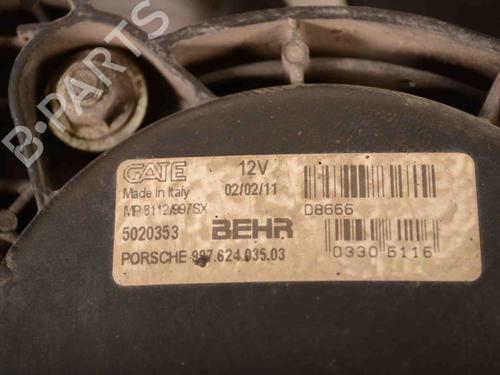 B-PARTS
GATE 12V
Made in Italy 02/02/11
MP 8112/997SX D8666
5020353 BEHR
PORSCHE 997.624.035.03 0330 5116